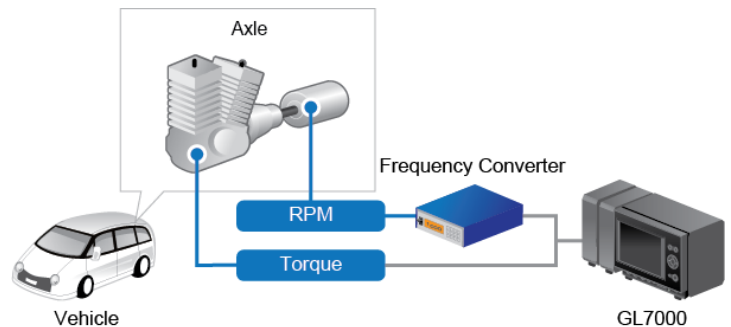 Axle
Frequency Converter
RPM
Torque
Vehicle
GL7000